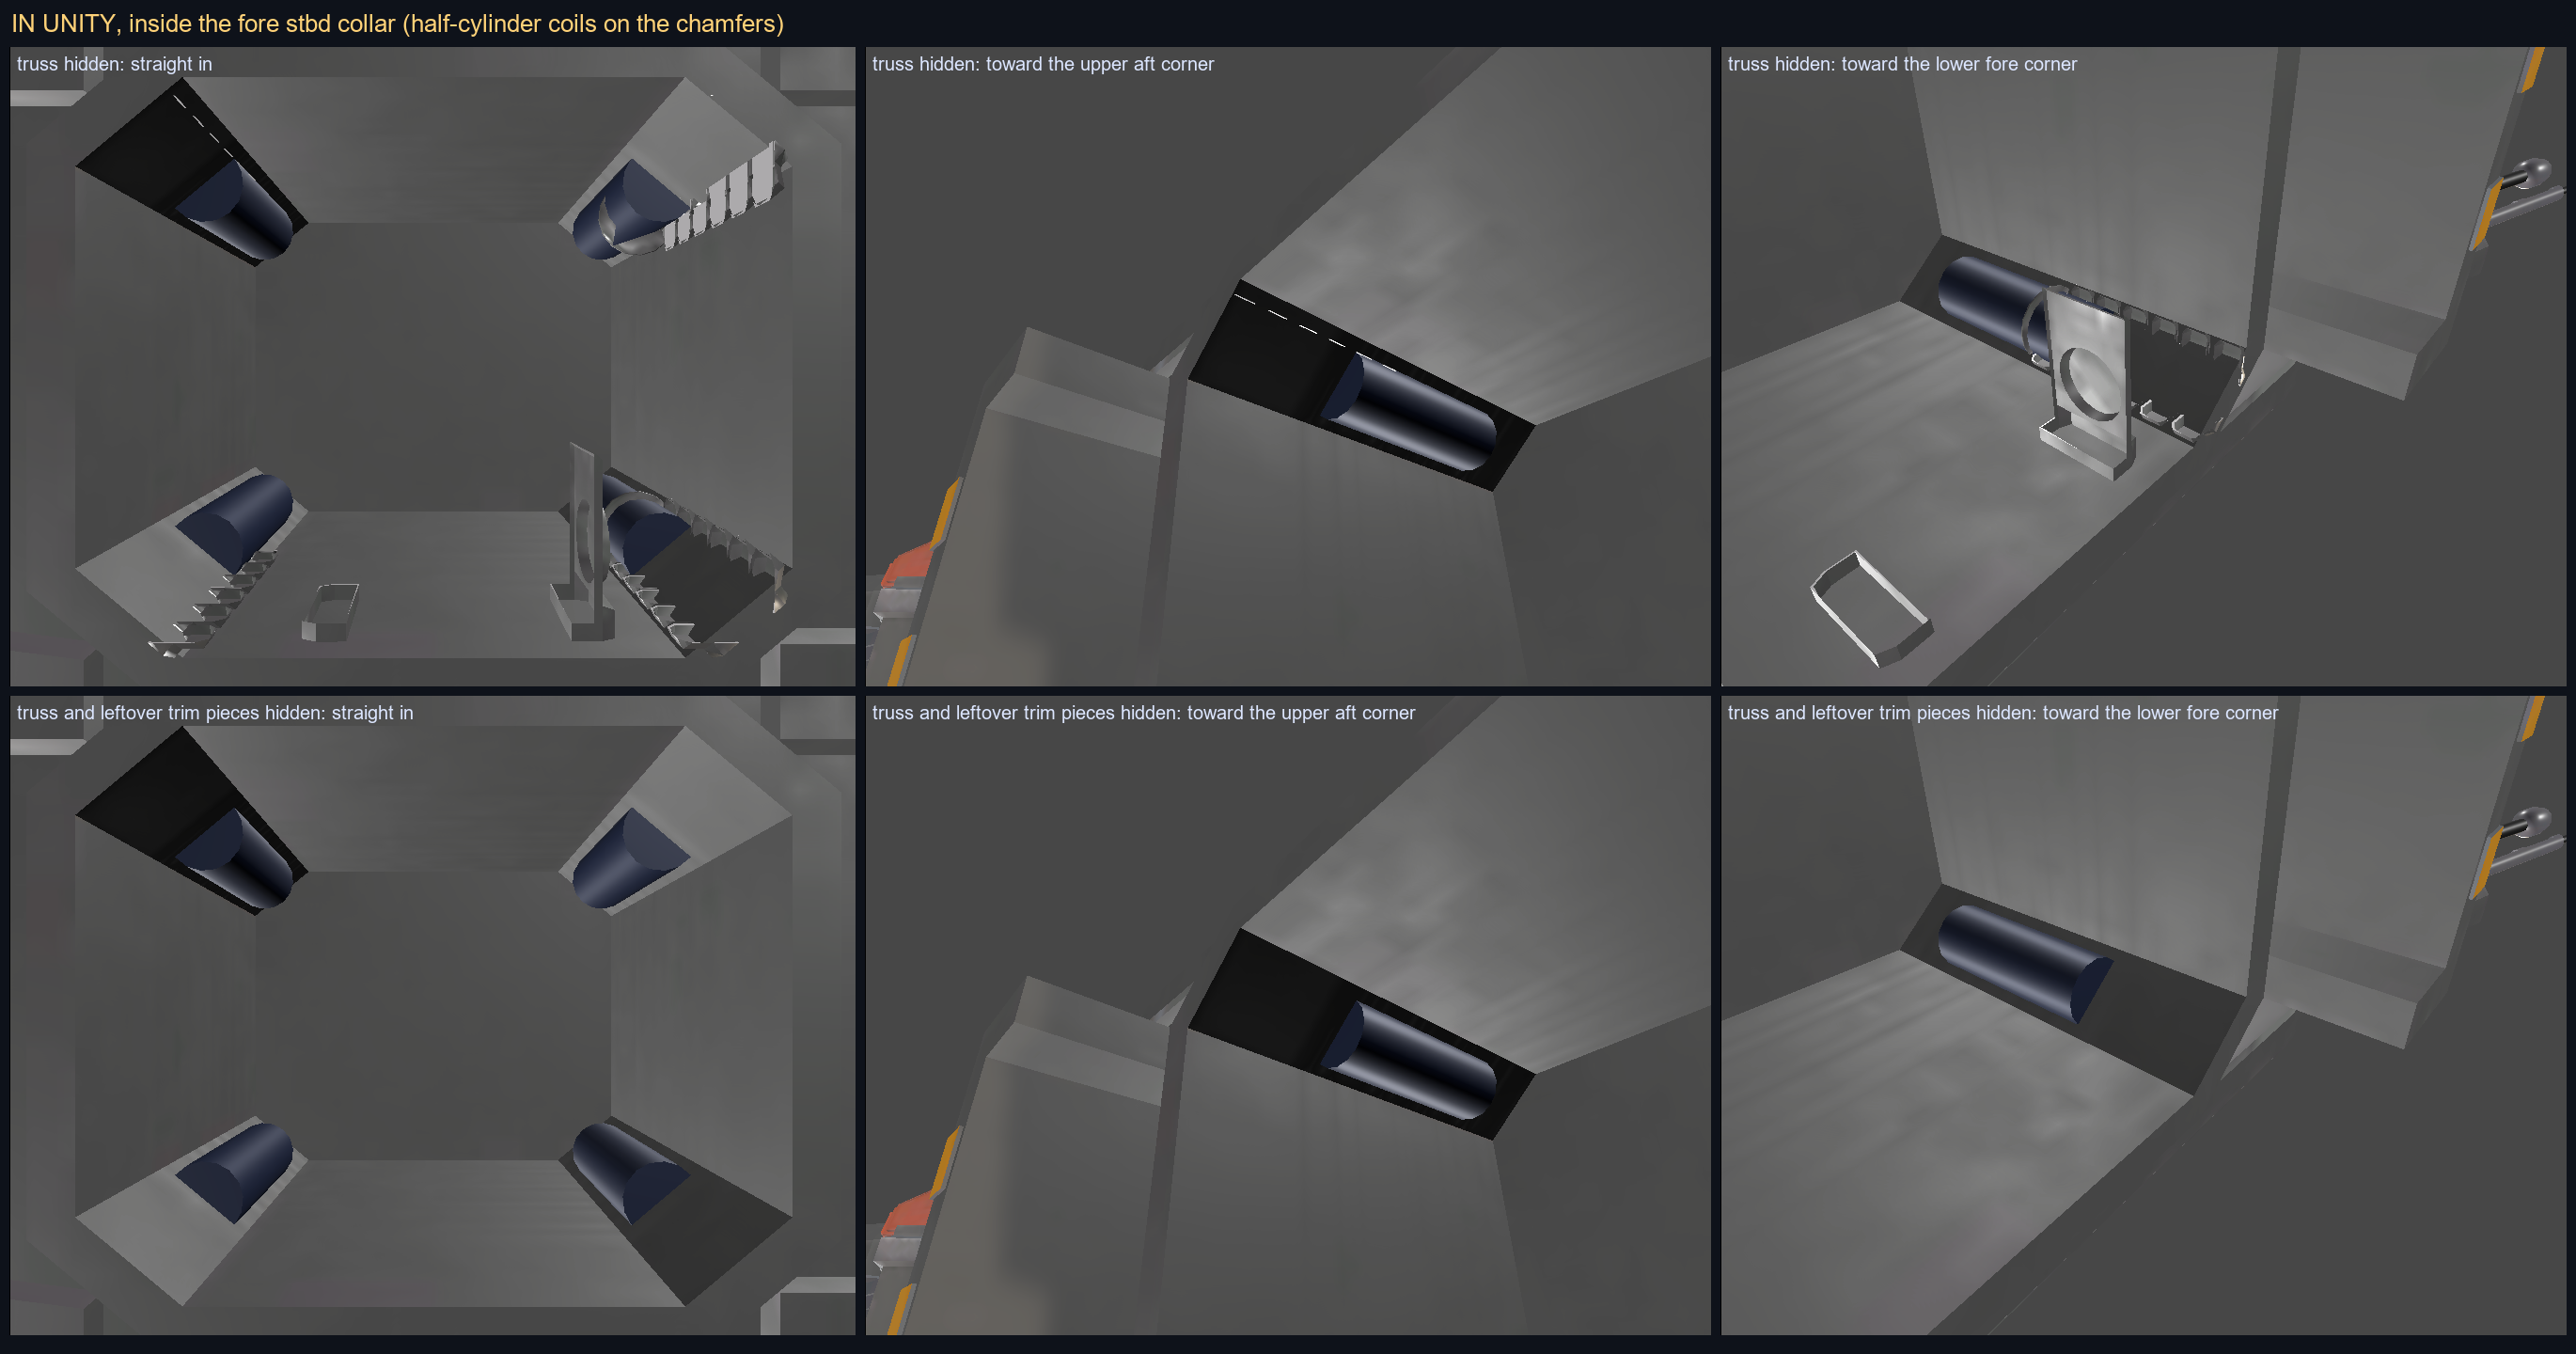 IN UNITY, inside the fore stbd collar (half-cylinder coils on the chamfers)
truss hidden: straight in
truss hidden: toward the upper aft corner
truss hidden: toward the lower fore corner
truss and leftover trim pieces hidden: straight in
truss and leftover trim pieces hidden: toward the upper aft corner
truss and leftover trim pieces hidden: toward the lower fore corner